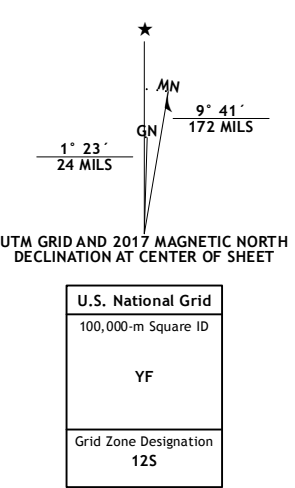 ★
MN
GN
9° 41´
172 MILS
1° 23´
24 MILS
UTM GRID AND 2017 MAGNETIC NORTH
DECLINATION AT CENTER OF SHEET
U.S. National Grid
100,000-m Square ID
YF
Grid Zone Designation
12S